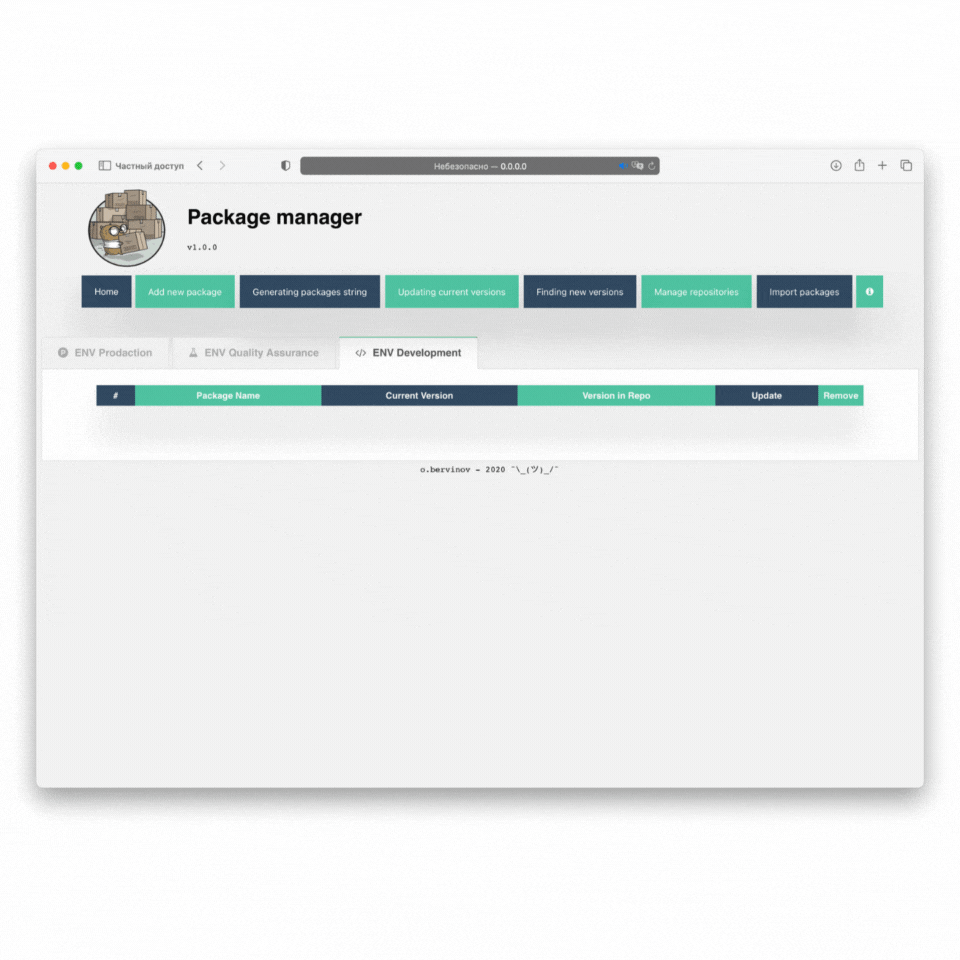 Частный доступ
Небезопасно — 0.0.0.0
Package manager
v1.0.0
Home
Add new package
Generating packages string
Updating current versions
Finding new versions
Manage repositories
Import packages
ENV Production
ENV Quality Assurance
</> ENV Development
# Package Name Current Version Version in Repo Update Remove
o.bervinov - 2020 ¯\_(ツ)_/¯